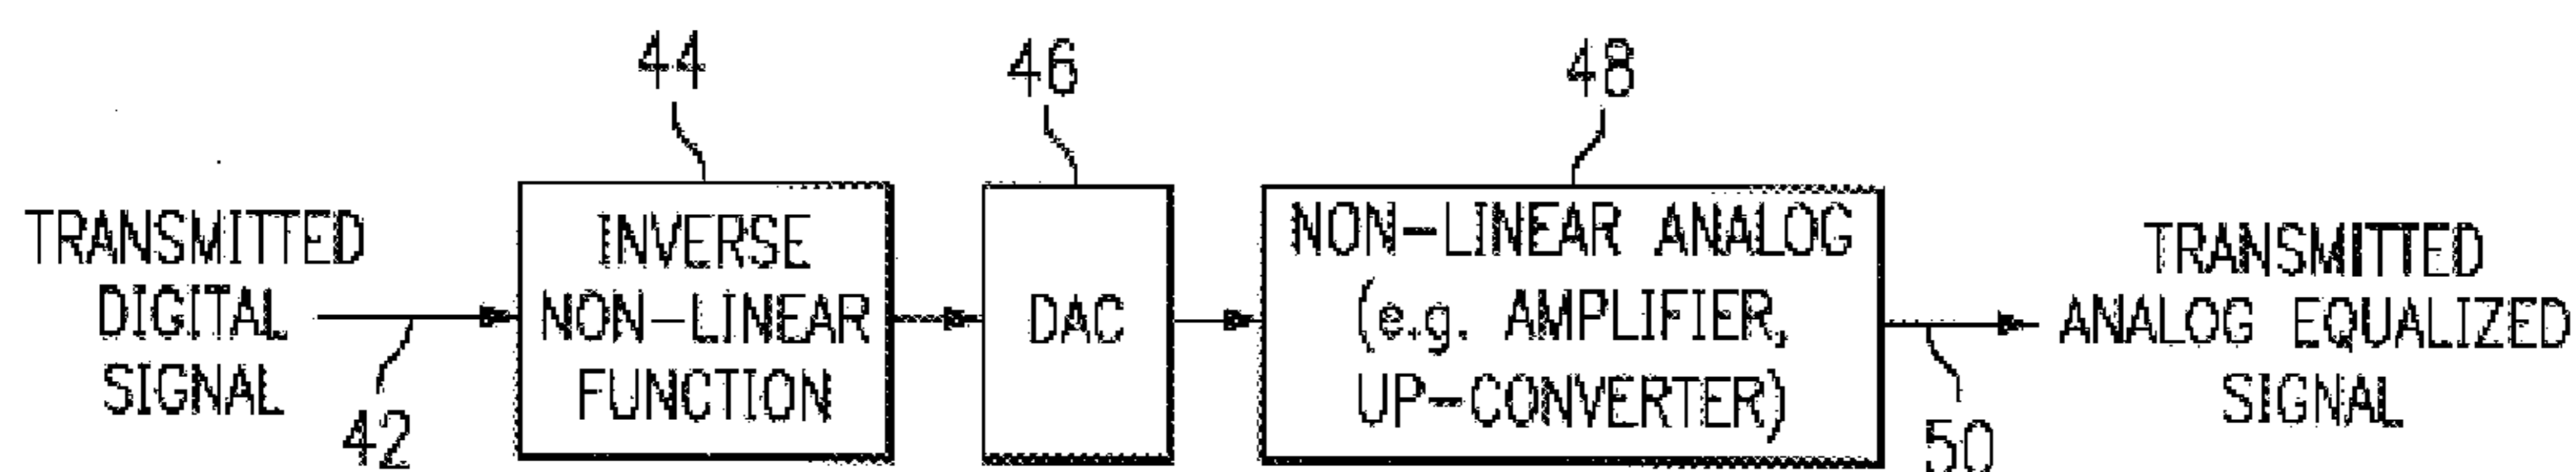 44
46
48
TRANSMITTED
DIGITAL
SIGNAL
42
INVERSE
NON-LINEAR
FUNCTION
DAC
NON-LINEAR ANALOG
(e.g. AMPLIFIER,
UP-CONVERTER)
50
TRANSMITTED
ANALOG EQUALIZED
SIGNAL